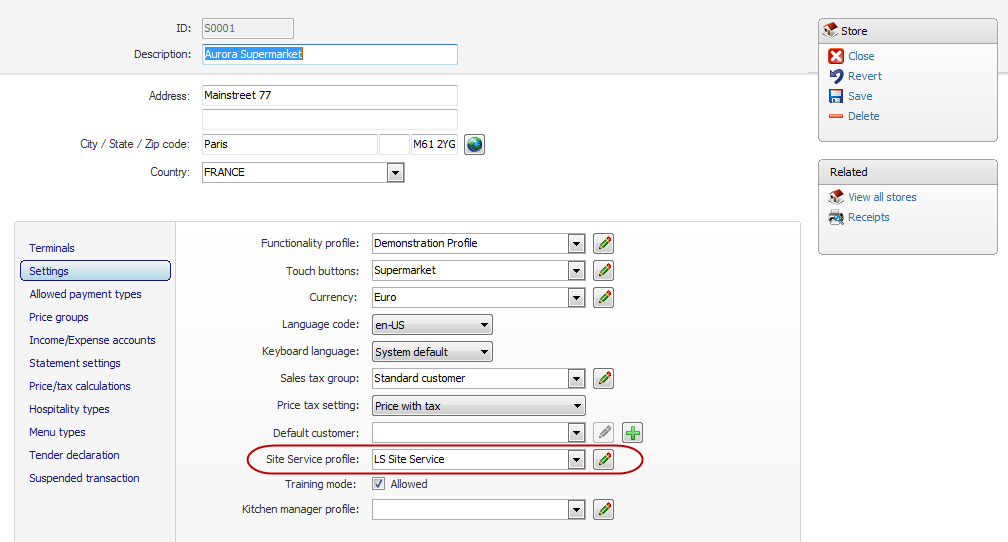 ID: S0001
Description: Aurora Supermarket
Address: Mainstreet 77
City / State / Zip code: Paris M61 2YG
Country: FRANCE
Store
Close
Revert
Save
Delete
Related
View all stores
Receipts
Terminals
Settings
Allowed payment types
Price groups
Income/Expense accounts
Statement settings
Price/tax calculations
Hospitality types
Menu types
Tender declaration
Suspended transaction
Functionality profile: Demonstration Profile
Touch buttons: Supermarket
Currency: Euro
Language code: en-US
Keyboard language: System default
Sales tax group: Standard customer
Price tax setting: Price with tax
Default customer:
Site Service profile: LS Site Service
Training mode: Allowed
Kitchen manager profile: